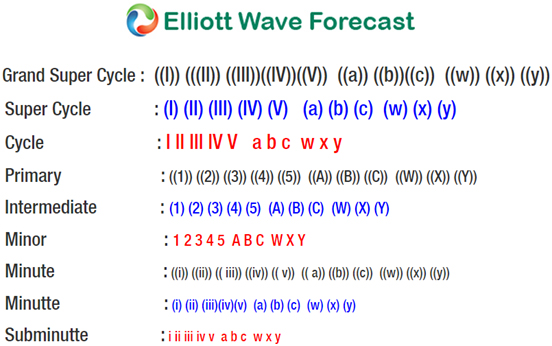 Elliott Wave Forecast
Grand Super Cycle : ((I)) (((II)) ((III))((IV))((V)) ((a)) ((b))((c)) ((w)) ((x)) ((y))
Super Cycle : (I) (II) (III) (IV) (V) (a) (b) (c) (w) (x) (y)
Cycle : I II III IV V a b c w x y
Primary : ((1)) ((2)) ((3)) ((4)) ((5)) ((A)) ((B)) ((C)) ((W)) ((X)) ((Y))
Intermediate : (1) (2) (3) (4) (5) (A) (B) (C) (W) (X) (Y)
Minor : 1 2 3 4 5 A B C W X Y
Minute : ((i)) ((ii)) (( iii)) ((iv)) (( v)) (( a)) ((b)) ((c)) ((w)) ((x)) ((y))
Minutte : (i) (ii) (iii)(iv)(v) (a) (b) (c) (w) (x) (y)
Subminutte : i ii iii iv v a b c w x y